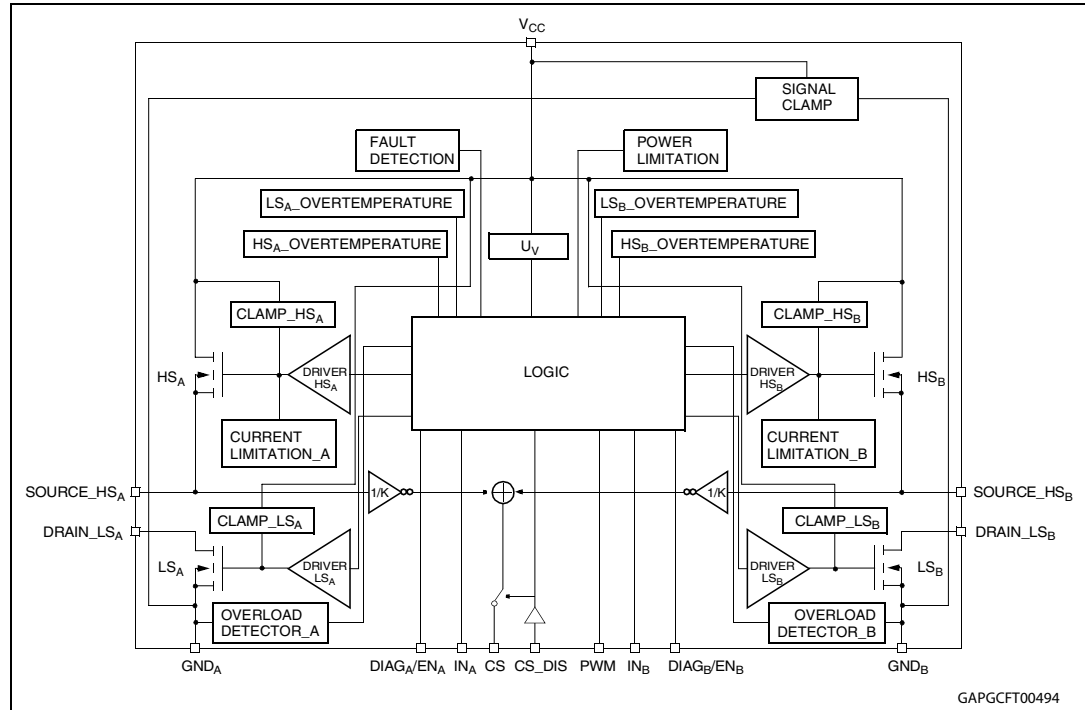 VCC
SIGNAL
CLAMP
FAULT
DETECTION
POWER
LIMITATION
LSA_OVERTEMPERATURE
LSB_OVERTEMPERATURE
HSA_OVERTEMPERATURE
UV
HSB_OVERTEMPERATURE
CLAMP_HSA
CLAMP_HSB
HSA
DRIVER
HSA
LOGIC
DRIVER
HSB
HSB
CURRENT
LIMITATION_A
CURRENT
LIMITATION_B
SOURCE_HSA
1/K
1/K
SOURCE_HSB
CLAMP_LSA
CLAMP_LSB
DRAIN_LSA
DRAIN_LSB
LSA
DRIVER
LSA
DRIVER
LSB
LSB
OVERLOAD
DETECTOR_A
OVERLOAD
DETECTOR_B
GNDA
DIAGA/ENA
INA
CS
CS_DIS
PWM
INB
DIAGB/ENB
GNDB
GAPGCFT00494